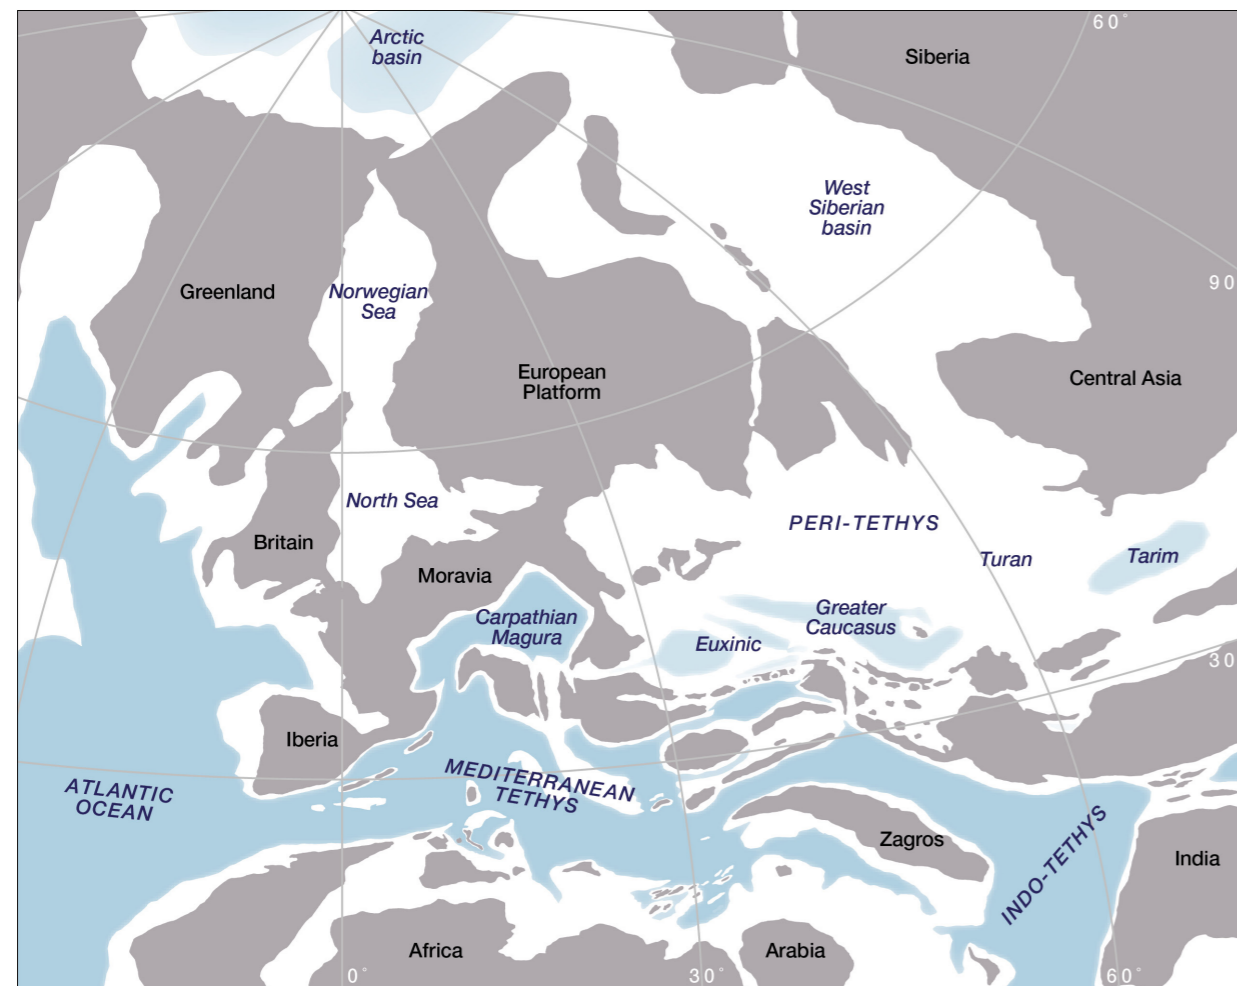 Arctic
basin
60°
Siberia
West
Siberian
basin
Greenland
Norwegian
Sea
90
European
Platform
Central Asia
North Sea
PERI-TETHYS
Britain
Moravia
Turan
Tarim
Carpathian
Magura
Greater
Caucasus
Euxinic
30
Iberia
ATLANTIC
OCEAN
MEDITERRANEAN
TETHYS
Zagros
INDO-TETHYS
India
Africa
Arabia
0°
30°
60°